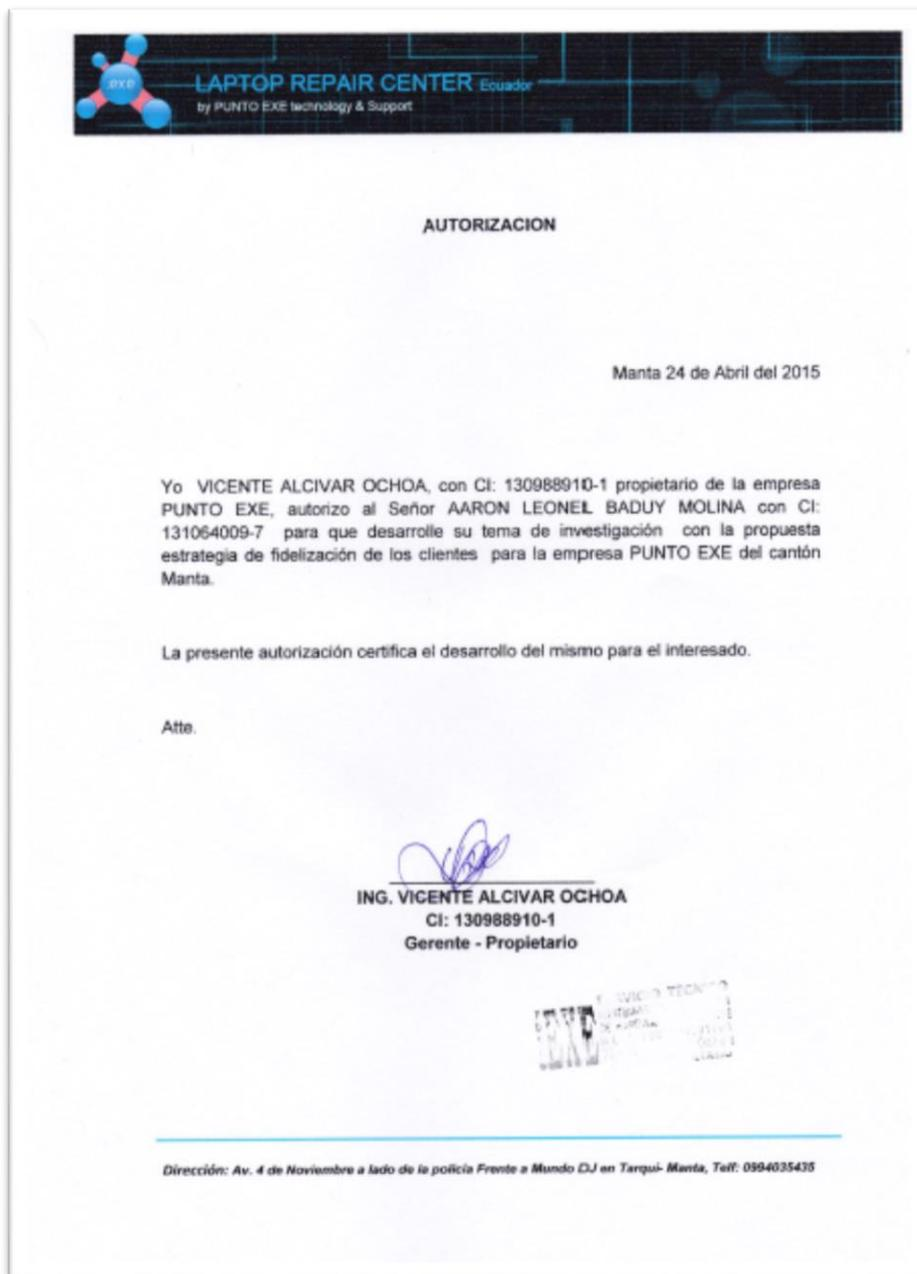 .exe
LAPTOP REPAIR CENTER Ecuador
by PUNTO EXE technology & Support
AUTORIZACION
Manta 24 de Abril del 2015
Yo VICENTE ALCIVAR OCHOA, con CI: 130988910-1 propietario de la empresa
PUNTO EXE, autorizo al Señor AARON LEONEL BADUY MOLINA con CI:
131064009-7 para que desarrolle su tema de investigación con la propuesta
estrategia de fidelización de los clientes para la empresa PUNTO EXE del cantón
Manta.
La presente autorización certifica el desarrollo del mismo para el interesado.
Atte.
ING. VICENTE ALCIVAR OCHOA
CI: 130988910-1
Gerente - Propietario
EXE
TECNICO
Dirección: Av. 4 de Noviembre a lado de la policia Frente a Mundo DJ en Tarqui- Manta, Telf: 0994035435